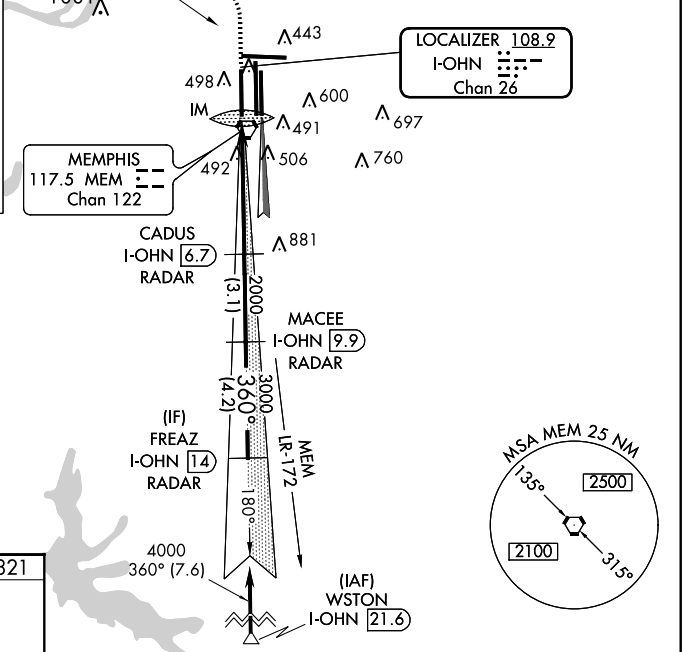 443
LOCALIZER 108.9
I-OHN
Chan 26
498
600
IM
491
697
MEMPHIS
117.5 MEM
Chan 122
492
506
760
CADUS
I-OHN 6.7
RADAR
881
2000
(3.1)
MACEE
I-OHN 9.9
RADAR
3000
360°
(4.2)
(IF)
FREAZ
I-OHN 14
RADAR
MEM
LR-172
180°
MSA MEM 25 NM
135°
2500
2100
315°
4000
360° (7.6)
(IAF)
WSTON
I-OHN 21.6